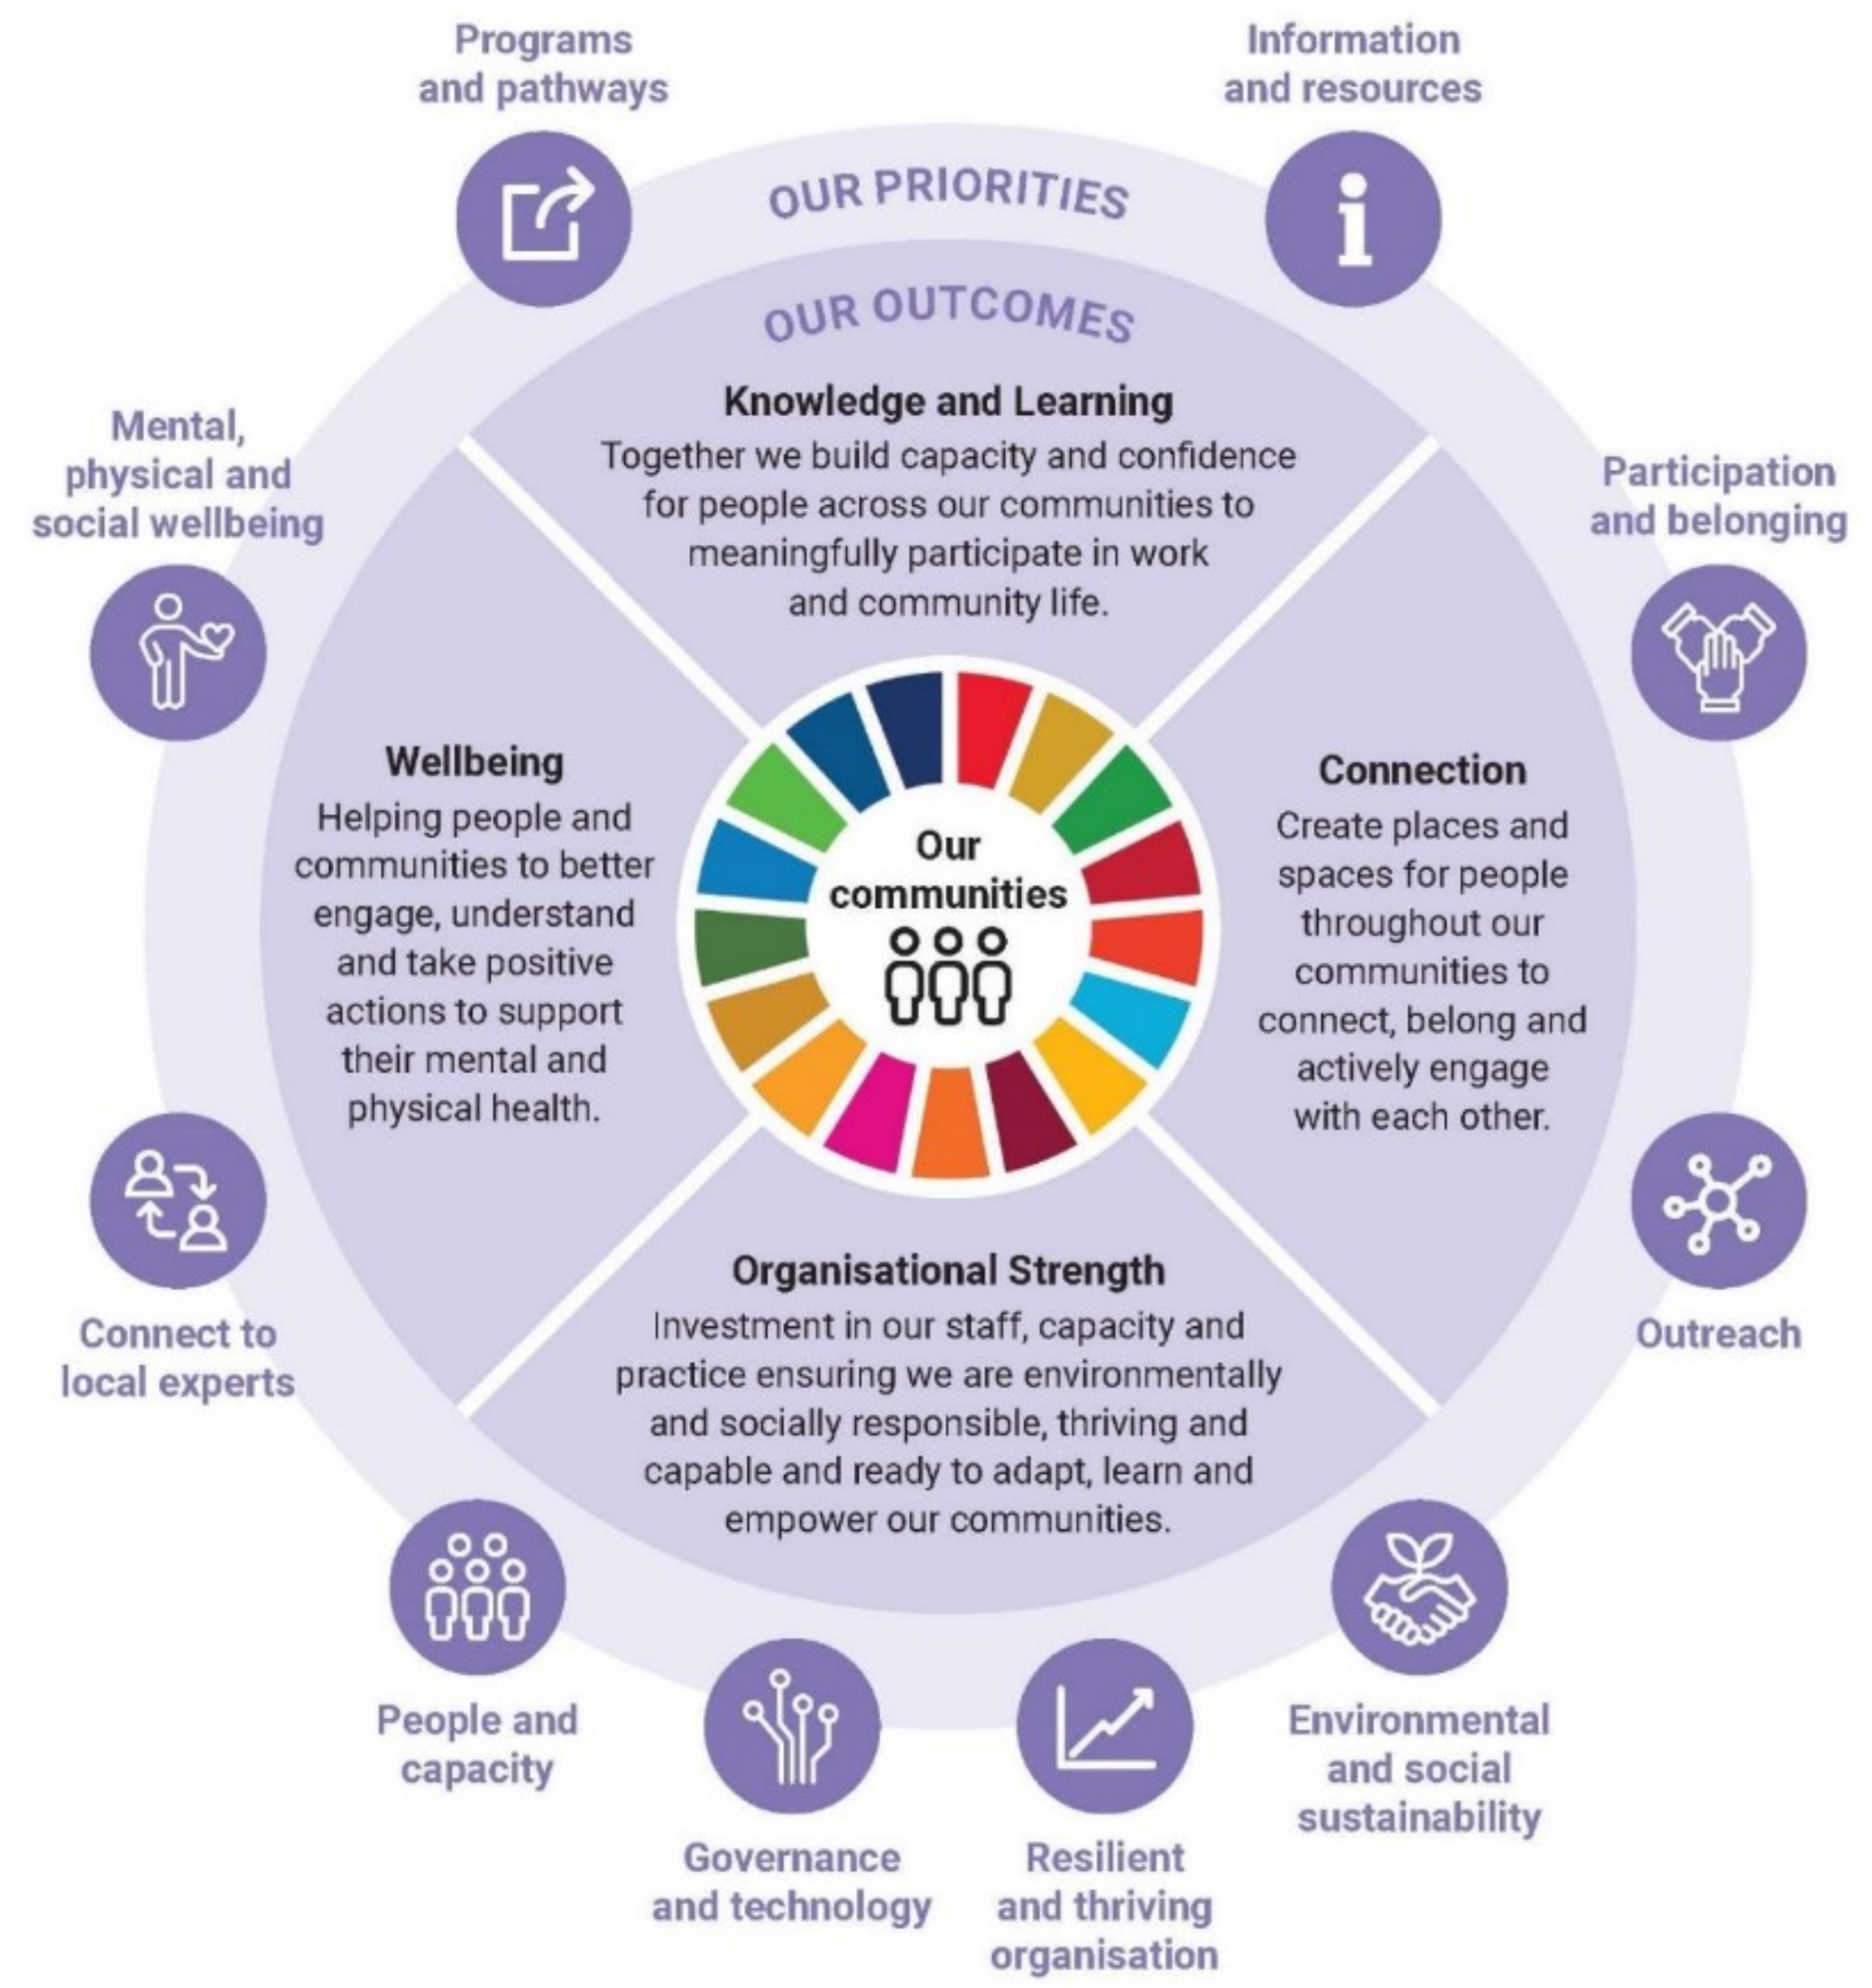 Programs
and pathways
Information
and resources
OUR PRIORITIES
OUR OUTCOMES
Knowledge and Learning
Together we build capacity and confidence
for people across our communities to
meaningfully participate in work
and community life.
Mental,
physical and
social wellbeing
Participation
and belonging
Wellbeing
Helping people and
communities to better
engage, understand
and take positive
actions to support
their mental and
physical health.
Our
communities
Connection
Create places and
spaces for people
throughout our
communities to
connect, belong and
actively engage
with each other.
Connect to
local experts
Outreach
Organisational Strength
Investment in our staff, capacity and
practice ensuring we are environmentally
and socially responsible, thriving and
capable and ready to adapt, learn and
empower our communities.
People and
capacity
Governance
and technology
Resilient
and thriving
organisation
Environmental
and social
sustainability